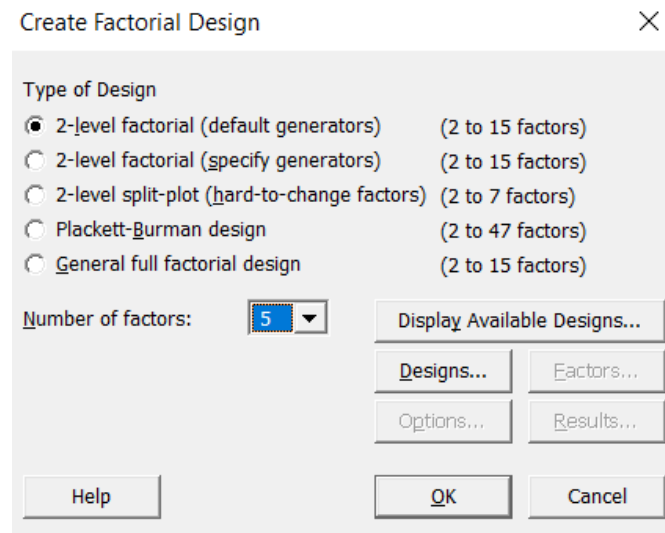 Create Factorial Design
Type of Design
2-level factorial (default generators) (2 to 15 factors)
2-level factorial (specify generators) (2 to 15 factors)
2-level split-plot (hard-to-change factors) (2 to 7 factors)
Plackett-Burman design (2 to 47 factors)
General full factorial design (2 to 15 factors)
Number of factors: 5 Display Available Designs...
Designs... Factors...
Options... Results...
Help OK Cancel